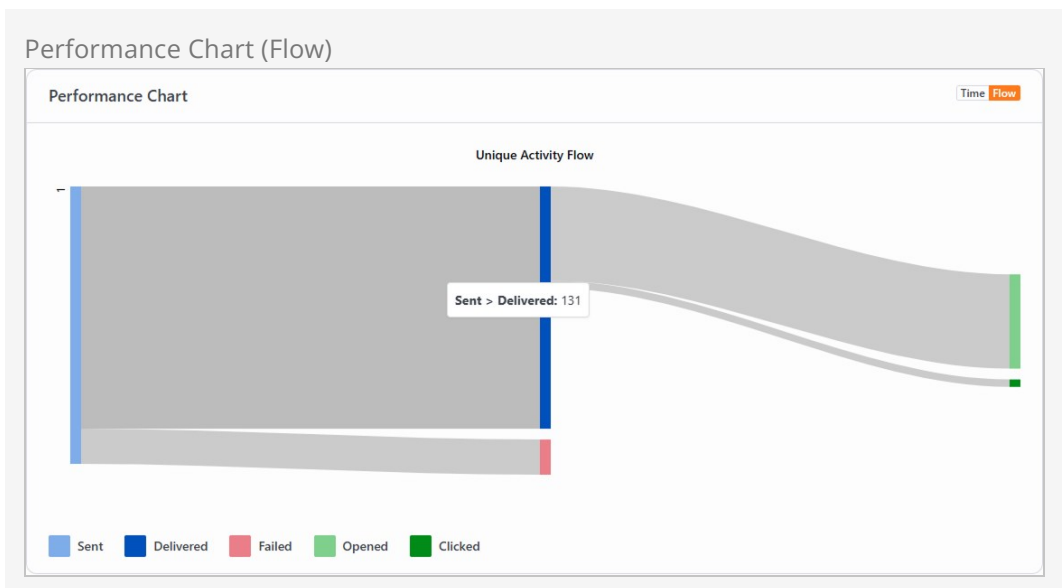 Performance Chart (Flow)
Performance Chart
Time Flow
Unique Activity Flow
1
Sent > Delivered: 131
Sent Delivered Failed Opened Clicked